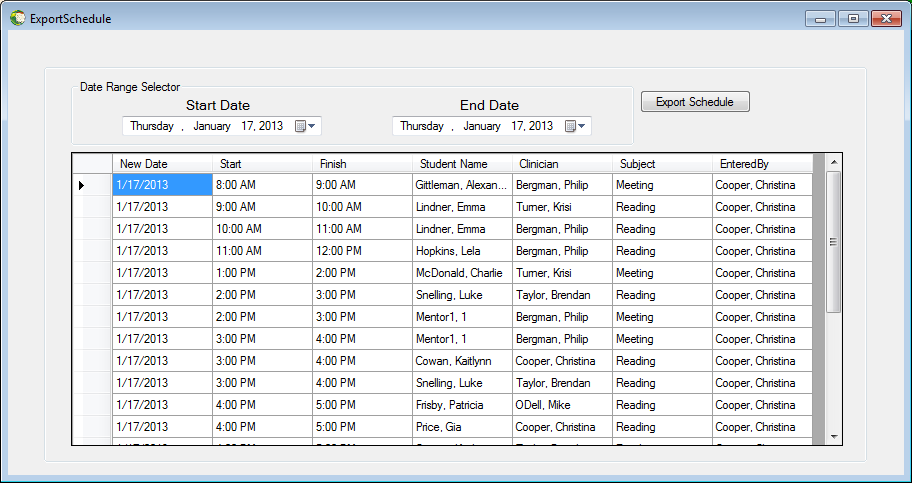 ExportSchedule
Date Range Selector
Start Date End Date
Thursday , January 17, 2013 Thursday , January 17, 2013 Export Schedule
New Date Start Finish Student Name Clinician Subject EnteredBy
1/17/2013 8:00 AM 9:00 AM Gittleman, Alexan... Bergman, Philip Meeting Cooper, Christina
1/17/2013 9:00 AM 10:00 AM Lindner, Emma Turner, Krisi Reading Cooper, Christina
1/17/2013 10:00 AM 11:00 AM Lindner, Emma Bergman, Philip Reading Cooper, Christina
1/17/2013 11:00 AM 12:00 PM Hopkins, Lela Bergman, Philip Reading Cooper, Christina
1/17/2013 1:00 PM 2:00 PM McDonald, Charlie Turner, Krisi Meeting Cooper, Christina
1/17/2013 2:00 PM 3:00 PM Snelling, Luke Taylor, Brendan Reading Cooper, Christina
1/17/2013 2:00 PM 3:00 PM Mentor1, 1 Bergman, Philip Meeting Cooper, Christina
1/17/2013 3:00 PM 4:00 PM Mentor1, 1 Bergman, Philip Meeting Cooper, Christina
1/17/2013 3:00 PM 4:00 PM Cowan, Kaitlynn Cooper, Christina Reading Cooper, Christina
1/17/2013 3:00 PM 4:00 PM Snelling, Luke Taylor, Brendan Reading Cooper, Christina
1/17/2013 4:00 PM 5:00 PM Frisby, Patricia ODell, Mike Reading Cooper, Christina
1/17/2013 4:00 PM 5:00 PM Price, Gia Cooper, Christina Reading Cooper, Christina